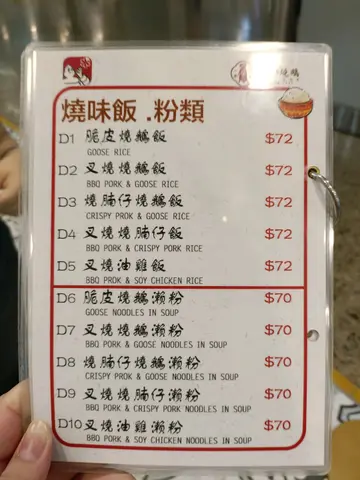 燒味飯 .粉類
D1 脆皮燒鵝飯 $72
GOOSE RICE
D2 叉燒燒鵝飯 $72
BBQ PORK & GOOSE RICE
D3 燒腩仔燒鵝飯 $72
CRISPY PROK & GOOSE RICE
D4 叉燒燒腩仔飯 $72
BBQ PORK & CRISPY PORK RICE
D5 叉燒油雞飯 $72
BBQ PROK & SOY CHICKEN RICE
D6 脆皮燒鵝瀨粉 $70
GOOSE NOODLES IN SOUP
D7 叉燒燒鵝瀨粉 $70
BBQ PORK & GOOSE NOODLES IN SOUP
D8 燒腩仔燒鵝瀨粉 $70
CRISPY PROK & GOOSE NOODLES IN SOUP
D9 叉燒燒腩仔瀨粉 $70
BBQ PORK & CRISPY PORK NOODLES IN SOUP
D10 叉燒油雞瀨粉 $70
BBQ PORK & SOY CHICKEN NOODLES IN SOUP